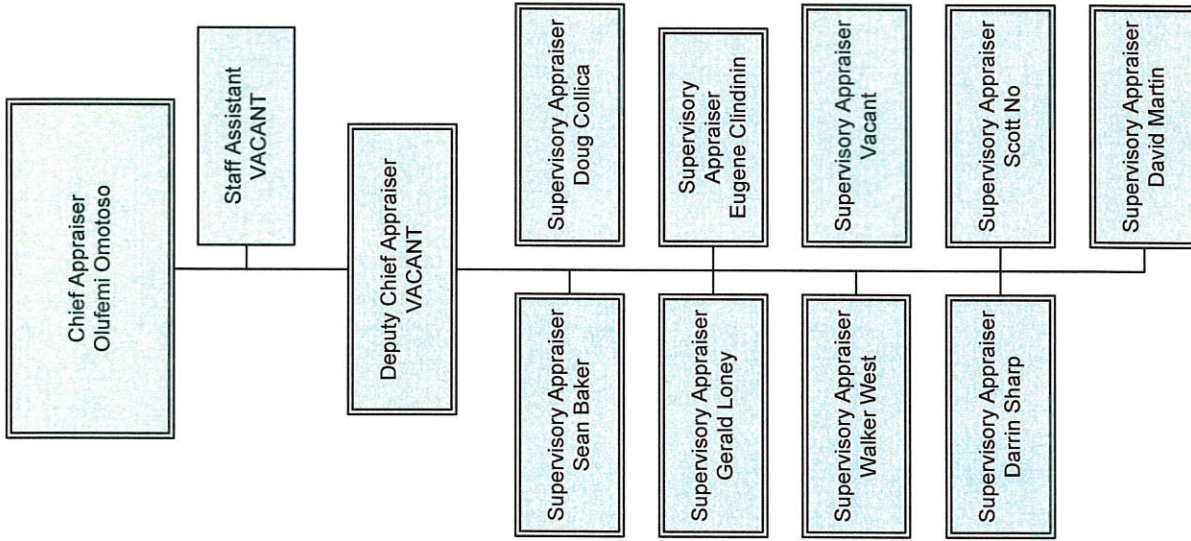 Chief Appraiser
Olufemi Omotoso
Staff Assistant
VACANT
Deputy Chief Appraiser
VACANT
Supervisory Appraiser
Sean Baker
Supervisory Appraiser
Doug Collica
Supervisory Appraiser
Gerald Loney
Supervisory
Appraiser
Eugene Clindinin
Supervisory Appraiser
Walker West
Supervisory Appraiser
Vacant
Supervisory Appraiser
Darrin Sharp
Supervisory Appraiser
Scott No
Supervisory Appraiser
David Martin